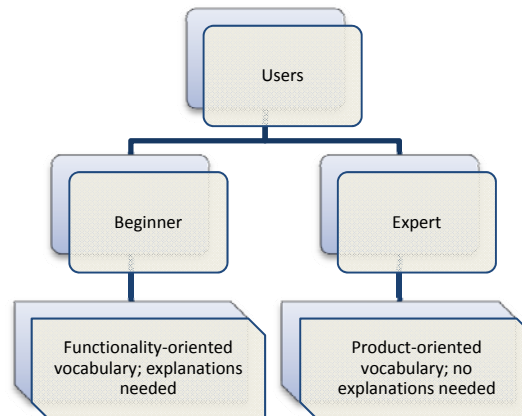 Users
Beginner
Expert
Functionality-oriented
vocabulary; explanations
needed
Product-oriented
vocabulary; no
explanations needed